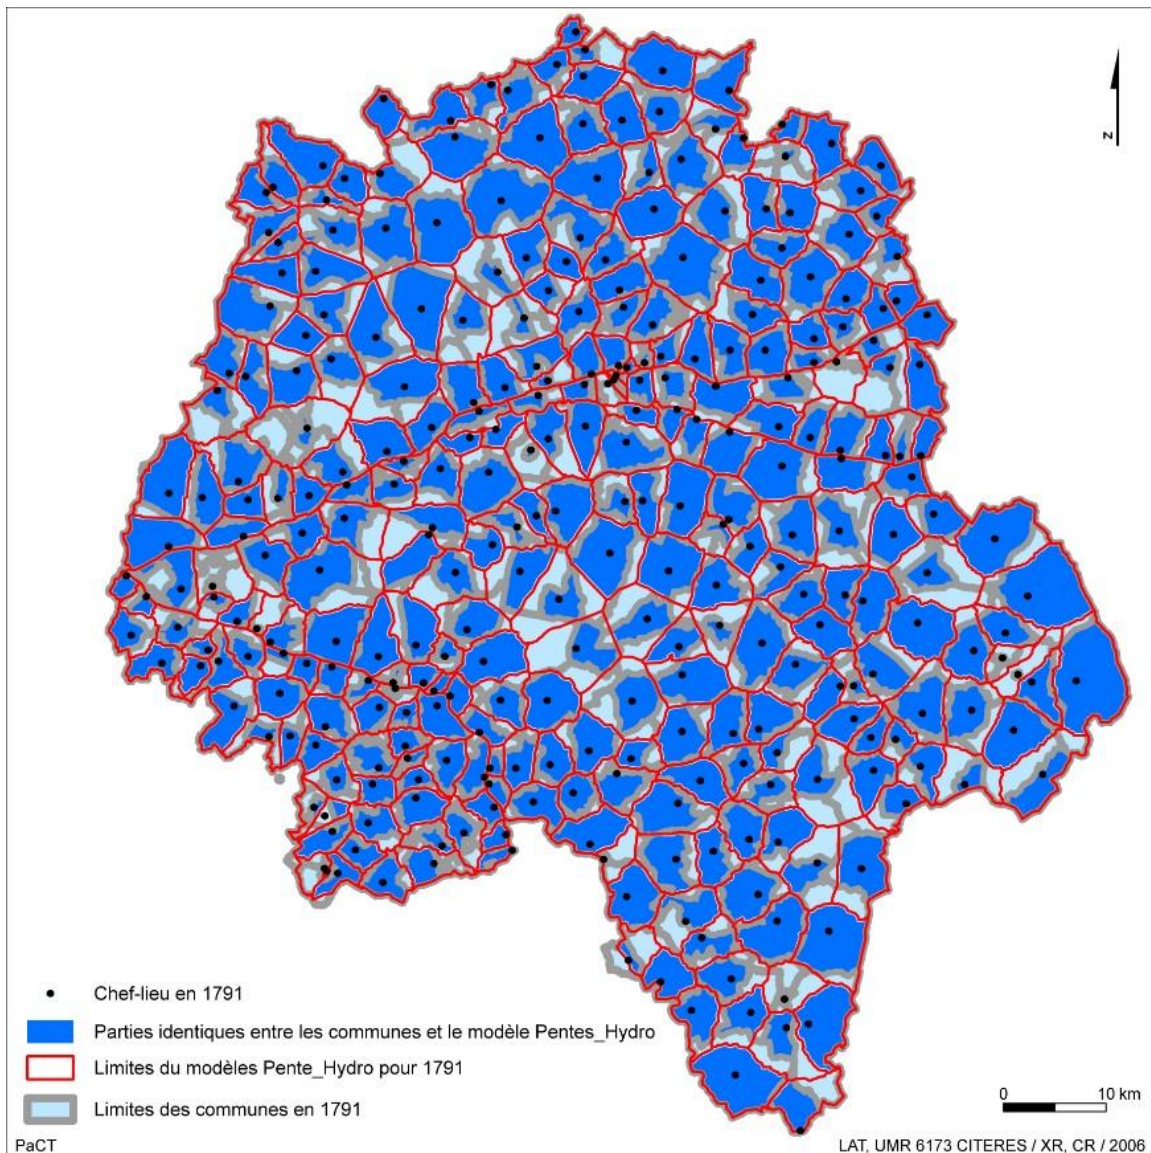 N
Chef-lieu en 1791
Parties identiques entre les communes et le modèle Pentes_Hydro
Limites du modèles Pente_Hydro pour 1791
Limites des communes en 1791
0 10 km
PaCT
LAT, UMR 6173 CITERES / XR, CR / 2006